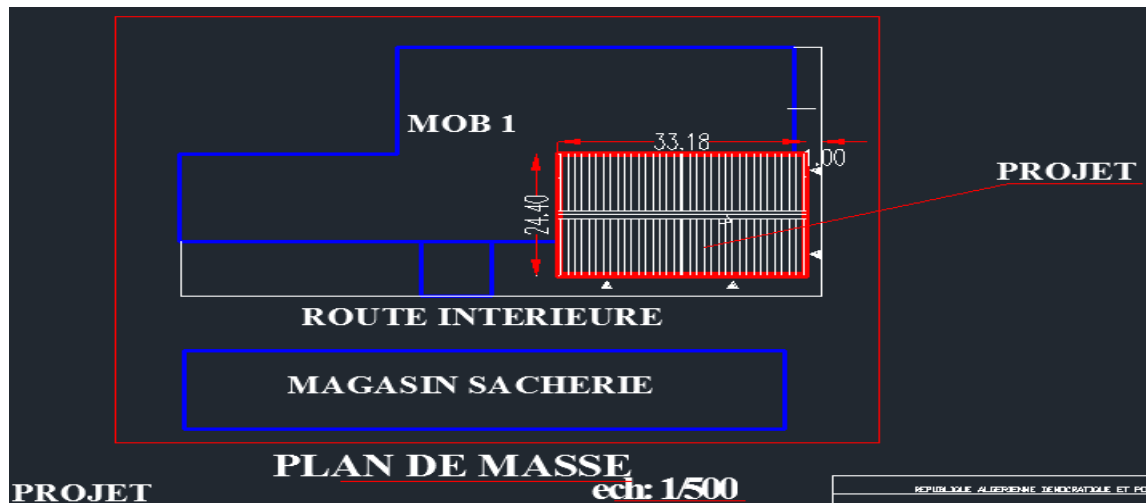 MOB 1
33.18
1.00
PROJET
24.40
ROUTE INTERIEURE
MAGASIN SACHERIE
PLAN DE MASSE
ech: 1/500
PROJET
REPUBLIQUE ALGERIENNE DEMOCRATIQUE ET PO